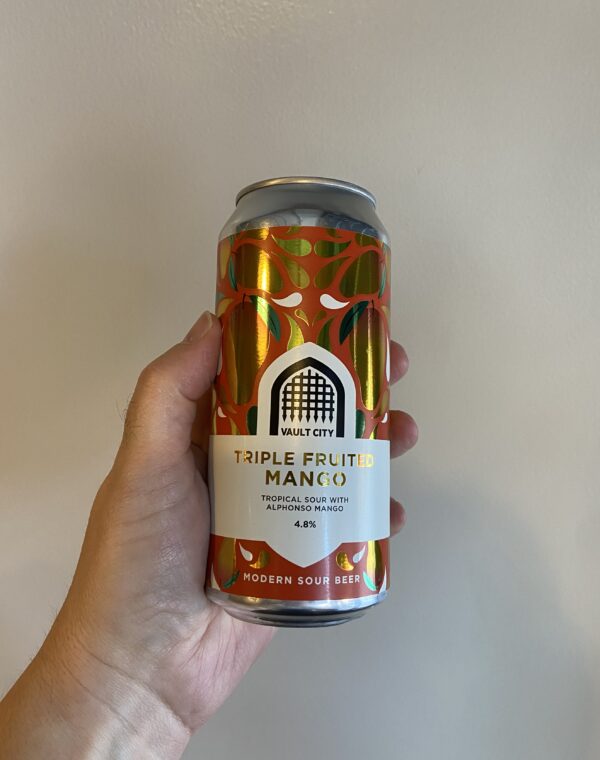 VAULT CITY
TRIPLE FRUITED
MANGO
TROPICAL SOUR WITH
ALPHONSO MANGO
4.8%
MODERN SOUR BEER